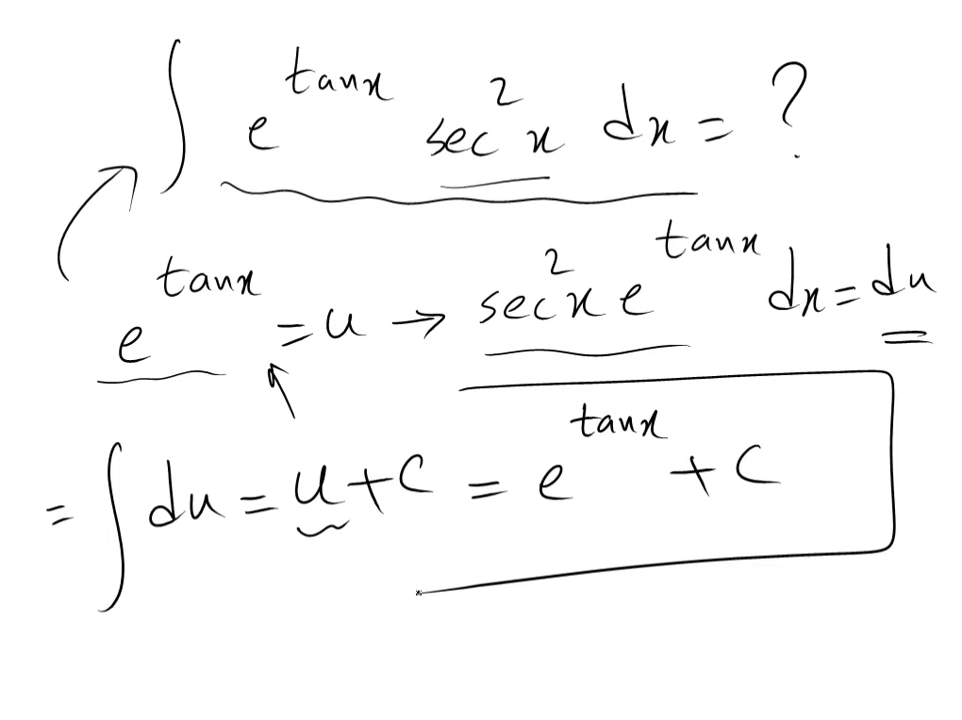 ∫ e^{tanx} sec²x dx = ?
e^{tanx} = u → sec²x e^{tanx} dx = du
= ∫ du = u + c = e^{tanx} + c